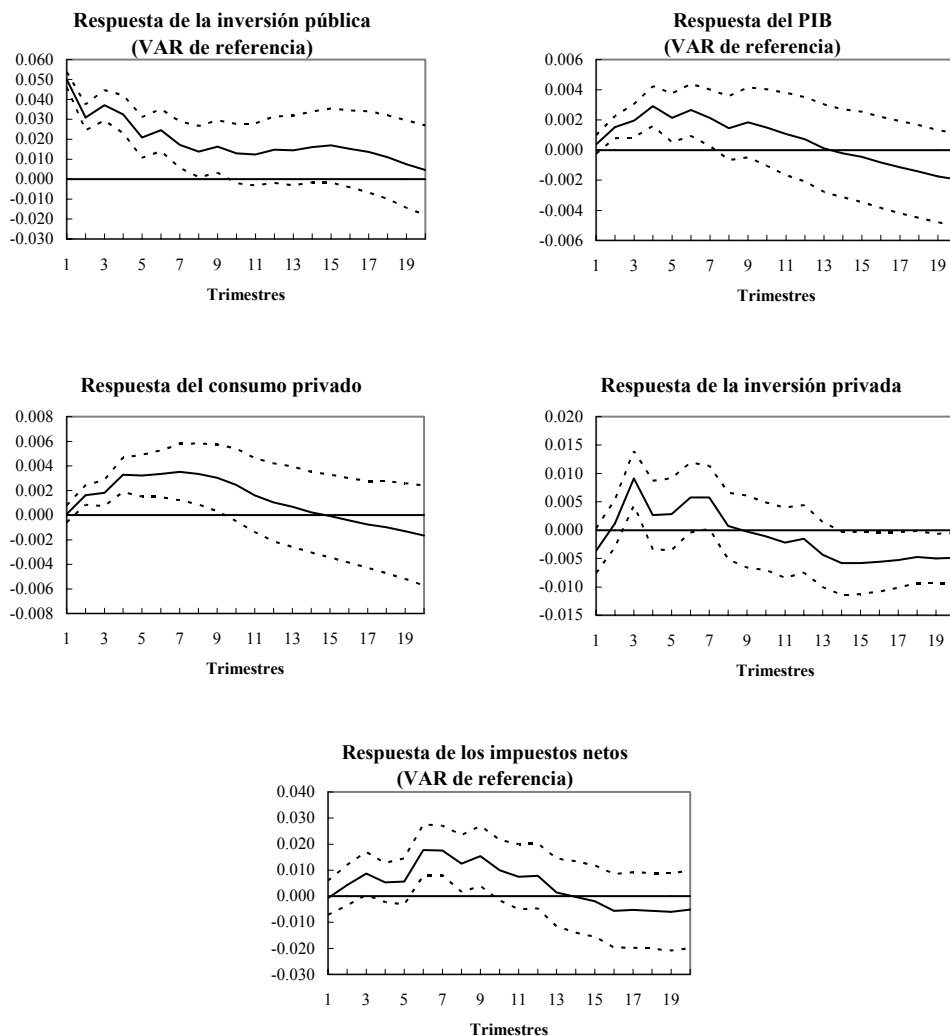 Respuesta de la inversión pública
(VAR de referencia)
0.060
0.050
0.040
0.030
0.020
0.010
0.000
-0.010
-0.020
-0.030
1 3 5 7 9 11 13 15 17 19
Trimestres
Respuesta del PIB
(VAR de referencia)
0.006
0.004
0.002
0.000
-0.002
-0.004
-0.006
1 3 5 7 9 11 13 15 17 19
Trimestres
Respuesta del consumo privado
0.008
0.006
0.004
0.002
0.000
-0.002
-0.004
-0.006
-0.008
1 3 5 7 9 11 13 15 17 19
Trimestres
Respuesta de la inversión privada
0.020
0.015
0.010
0.005
0.000
-0.005
-0.010
-0.015
1 3 5 7 9 11 13 15 17 19
Trimestres
Respuesta de los impuestos netos
(VAR de referencia)
0.040
0.030
0.020
0.010
0.000
-0.010
-0.020
-0.030
1 3 5 7 9 11 13 15 17 19
Trimestres